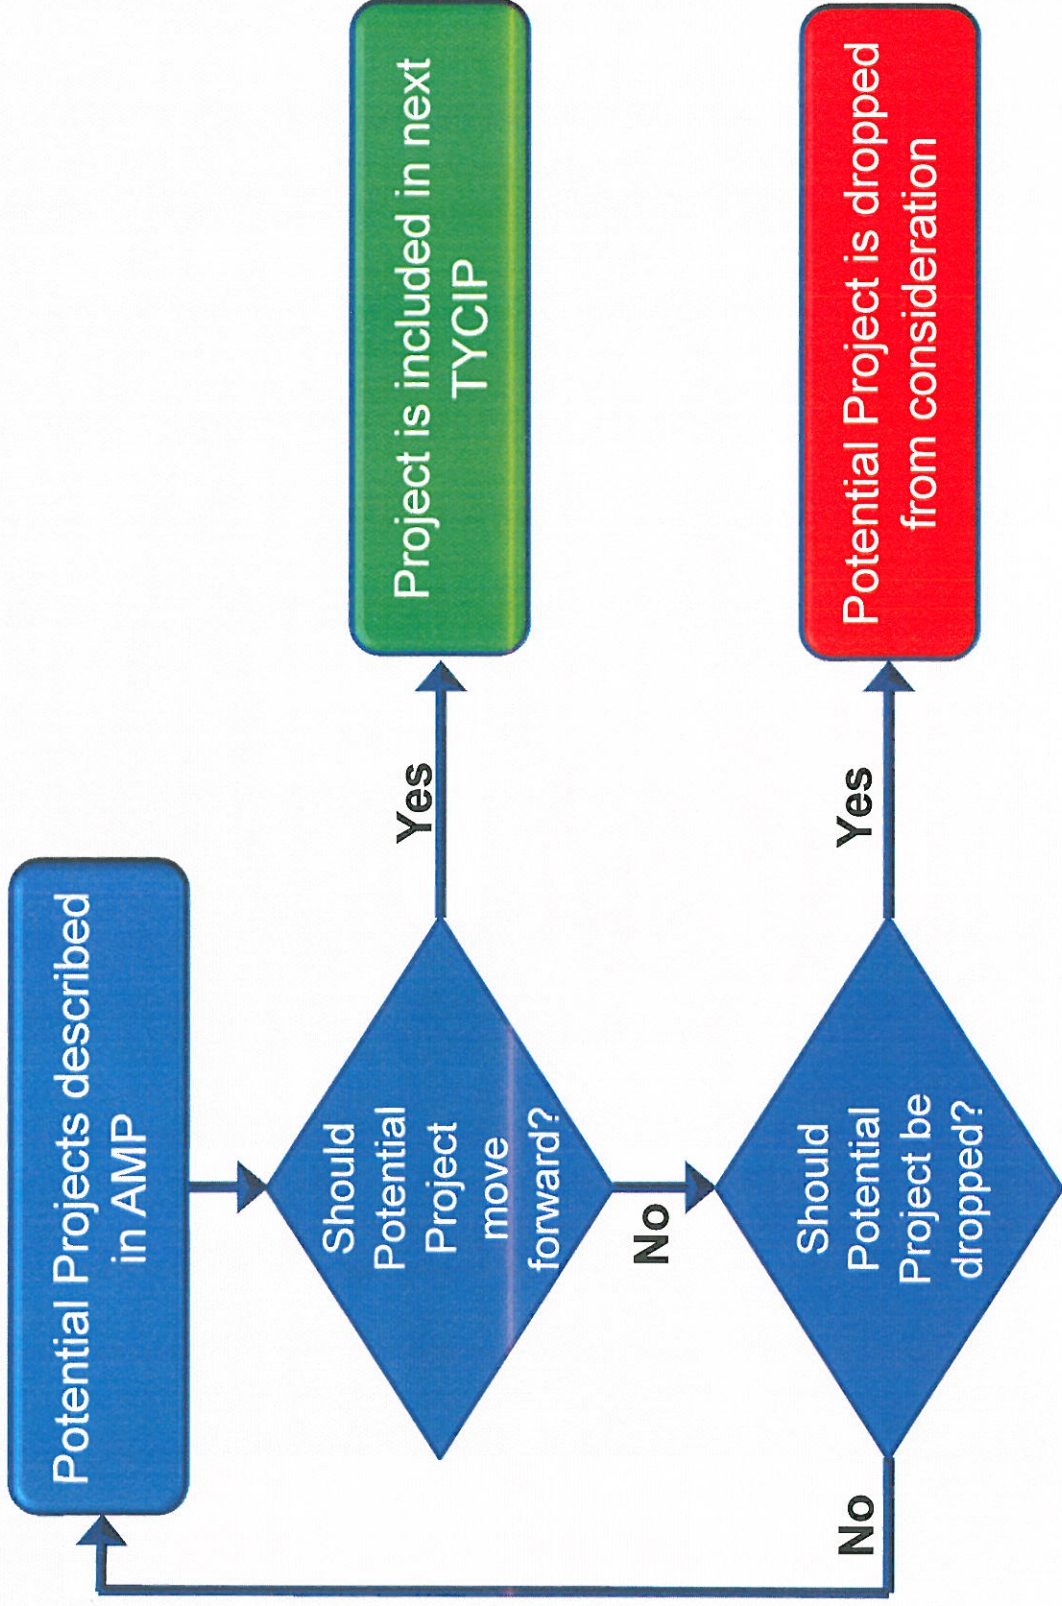 Potential Projects described
in AMP
Should
Potential
Project
move
forward?
Yes
Project is included in next
TYCIP
No
Should
Potential
Project be
dropped?
Yes
Potential Project is dropped
from consideration
No